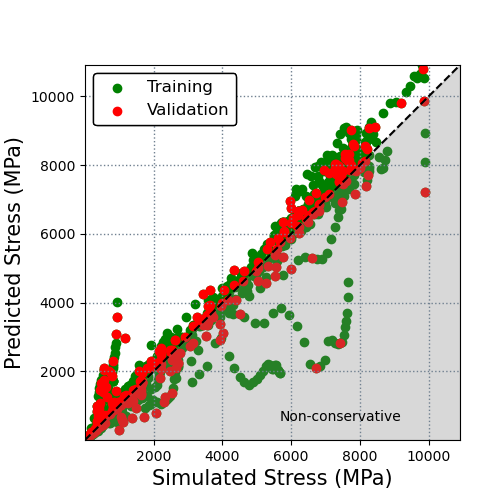 Training
Validation
10000
8000
6000
4000
2000
Predicted Stress (MPa)
Non-conservative
2000 4000 6000 8000 10000
Simulated Stress (MPa)